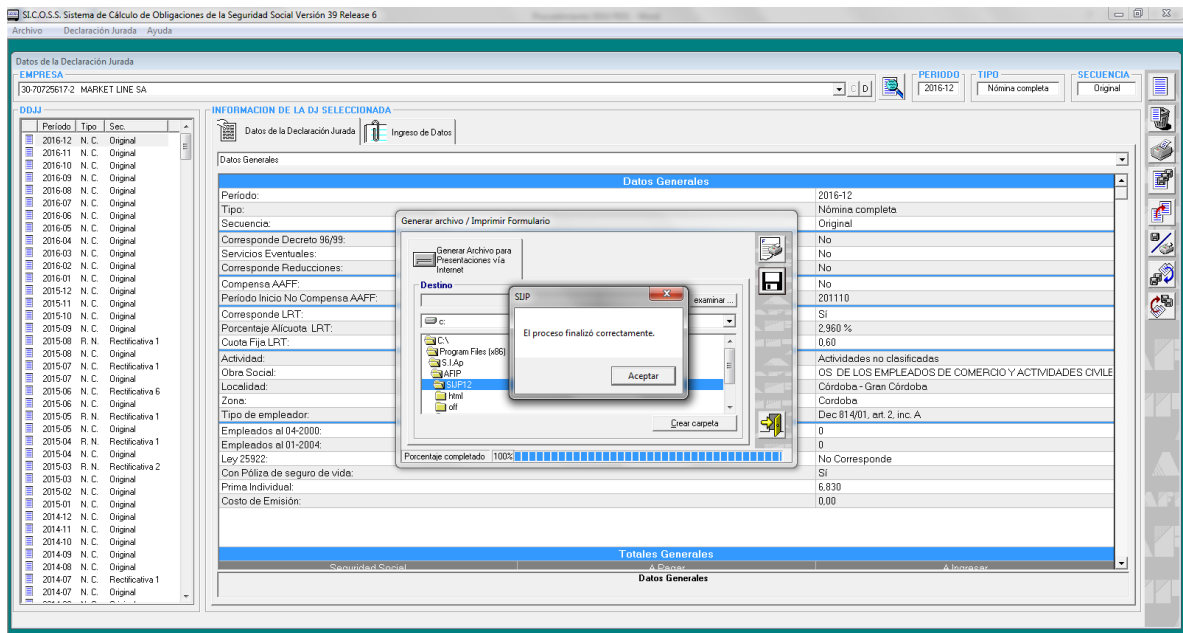 SI.C.O.S.S. Sistema de Cálculo de Obligaciones de la Seguridad Social Versión 39 Release 6
Archivo Declaración Jurada Ayuda
Datos de la Declaración Jurada
EMPRESA
30-70725617-2 MARKET LINE SA
C D
PERIODO
2016-12
TIPO
Nómina completa
SECUENCIA
Original
DDJJ
Período Tipo Sec.
2016-12 N. C. Original
2016-11 N. C. Original
2016-10 N. C. Original
2016-09 N. C. Original
2016-08 N. C. Original
2016-07 N. C. Original
2016-06 N. C. Original
2016-05 N. C. Original
2016-04 N. C. Original
2016-03 N. C. Original
2016-02 N. C. Original
2016-01 N. C. Original
2015-12 N. C. Original
2015-11 N. C. Original
2015-10 N. C. Original
2015-09 N. C. Original
2015-08 R. N. Rectificativa 1
2015-08 N. C. Original
2015-07 N. C. Rectificativa 1
2015-07 N. C. Original
2015-06 N. C. Rectificativa 6
2015-06 N. C. Original
2015-05 R. N. Rectificativa 1
2015-05 N. C. Original
2015-04 R. N. Rectificativa 1
2015-04 N. C. Original
2015-03 R. N. Rectificativa 2
2015-03 N. C. Original
2015-02 N. C. Original
2015-01 N. C. Original
2014-12 N. C. Original
2014-11 N. C. Original
2014-10 N. C. Original
2014-09 N. C. Original
2014-08 N. C. Original
2014-07 N. C. Rectificativa 1
2014-07 N. C. Original
INFORMACION DE LA DJ SELECCIONADA
Datos de la Declaración Jurada Ingreso de Datos
Datos Generales
Datos Generales
Período: 2016-12
Tipo: Nómina completa
Secuencia: Original
Corresponde Decreto 96/99: No
Servicios Eventuales: No
Corresponde Reducciones: No
Compensa AAFF: No
Período Inicio No Compensa AAFF: 201110
Corresponde LRT: Sí
Porcentaje Alícuota LRT: 2,960 %
Cuota Fija LRT: 0,60
Actividad: Actividades no clasificadas
Obra Social: OS DE LOS EMPLEADOS DE COMERCIO Y ACTIVIDADES CIVILE
Localidad: Córdoba - Gran Córdoba
Zona: Cordoba
Tipo de empleador: Dec 814/01, art. 2, inc. A
Empleados al 04-2000: 0
Empleados al 01-2004: 0
Ley 25922: No Corresponde
Con Póliza de seguro de vida: Sí
Prima Individual: 6,830
Costo de Emisión: 0,00
Totales Generales
Seguridad Social A Pagar A Ingresar
Datos Generales
Generar archivo / Imprimir Formulario
Generar Archivo para
Presentaciones vía
Internet
Destino
examinar ...
c:
C:\
Program Files (x86)
S.I.Ap
AFIP
SIJP12
html
off
Crear carpeta
Porcentaje completado 100%
SIJP
El proceso finalizó correctamente.
Aceptar